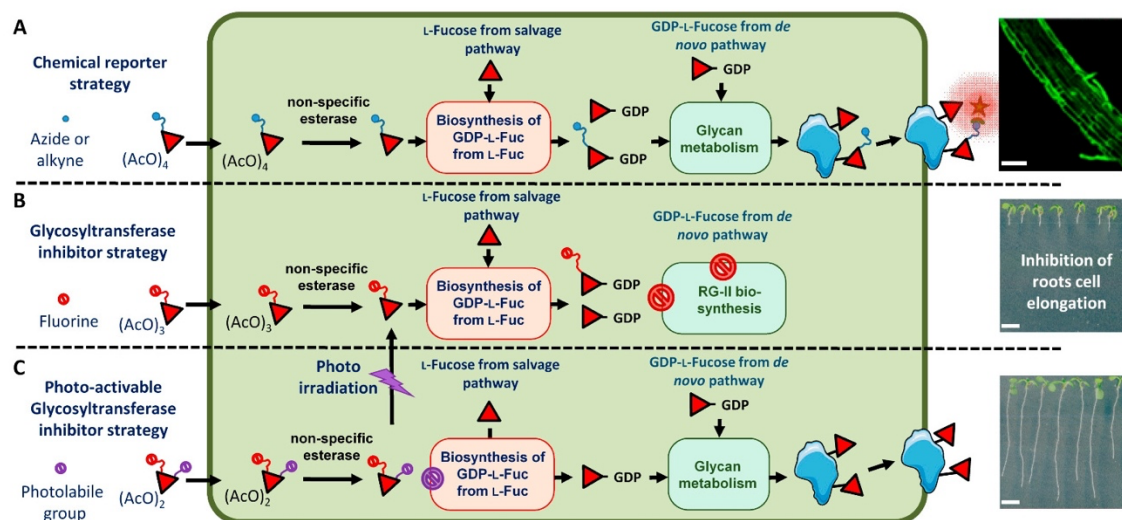 A
Chemical reporter
strategy
Azide or
alkyne
(AcO)4
(AcO)4
non-specific
esterase
L-Fucose from salvage
pathway
Biosynthesis of
GDP-L-Fuc
from L-Fuc
GDP
GDP
GDP-L-Fucose from de
novo pathway
GDP
Glycan
metabolism
B
Glycosyltransferase
inhibitor strategy
Fluorine
(AcO)3
(AcO)3
non-specific
esterase
L-Fucose from salvage
pathway
Biosynthesis of
GDP-L-Fuc
from L-Fuc
GDP
GDP
GDP-L-Fucose from de
novo pathway
RG-II bio-
synthesis
Inhibition of
roots cell
elongation
C
Photo-activable
Glycosyltransferase
inhibitor strategy
Photolabile
group
(AcO)2
(AcO)2
non-specific
esterase
Photo
irradiation
L-Fucose from salvage
pathway
Biosynthesis of
GDP-L-Fuc
from L-Fuc
GDP
GDP-L-Fucose from de
novo pathway
GDP
Glycan
metabolism